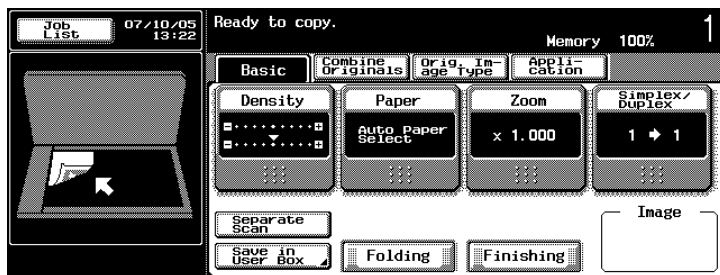 Job List
07/10/05
13:22
Ready to copy.
Memory 100%
1
Basic
Combine Originals
Orig. Im-
age Type
Appli-
cation
Density
Paper
Auto Paper
Select
Zoom
x 1.000
Simplex/
Duplex
1 → 1
Separate
Scan
Save in
User Box
Folding
Finishing
Image